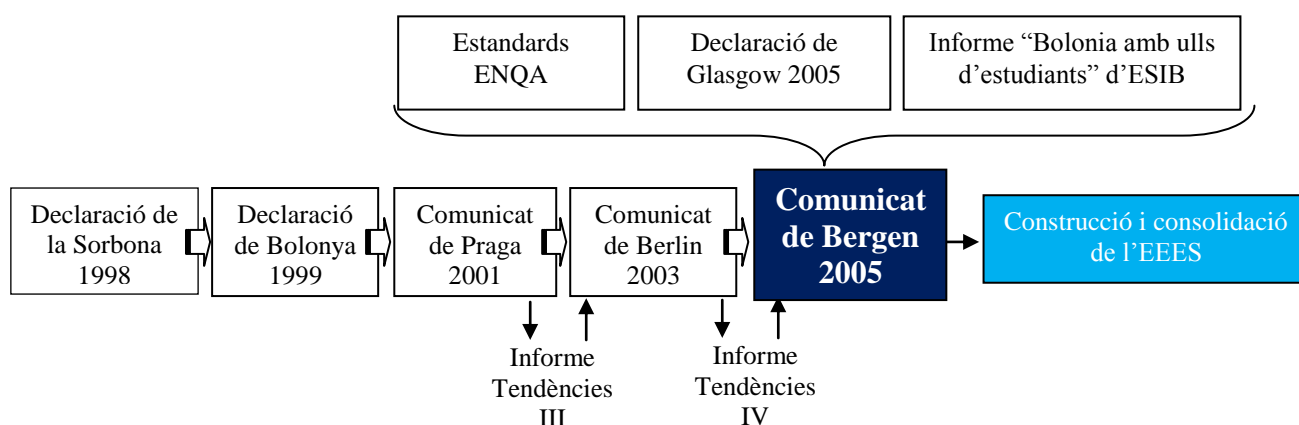 Estandards
ENQA
Declaració de
Glasgow 2005
Informe “Bolonia amb ulls
d’estudiants” d’ESIB
Declaració de
la Sorbona
1998
Declaració
de Bolonya
1999
Comunicat
de Praga
2001
Comunicat
de Berlin
2003
Comunicat
de Bergen
2005
Construcció i consolidació
de l’EEES
Informe
Tendències
III
Informe
Tendències
IV